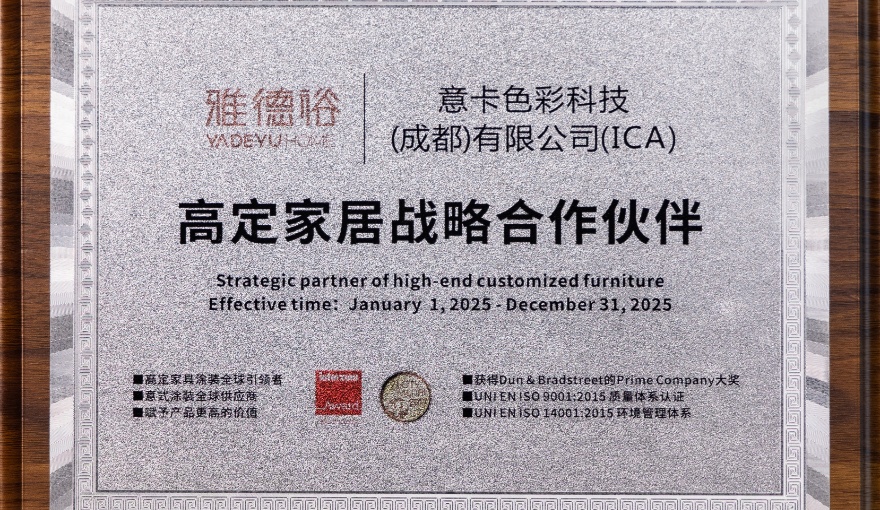 雅德裕
YADEYU HOME
意卡色彩科技
(成都)有限公司(ICA)
高定家居战略合作伙伴
Strategic partner of high-end customized furniture
Effective time: January 1, 2025 - December 31, 2025
■高定家具涂装全球引领者
■意式涂装全球供应商
■赋予产品更高的价值
Award
■获得Dun & Bradstreet的Prime Company大奖
■UNI EN ISO 9001:2015 质量体系认证
■UNI EN ISO 14001:2015 环境管理体系